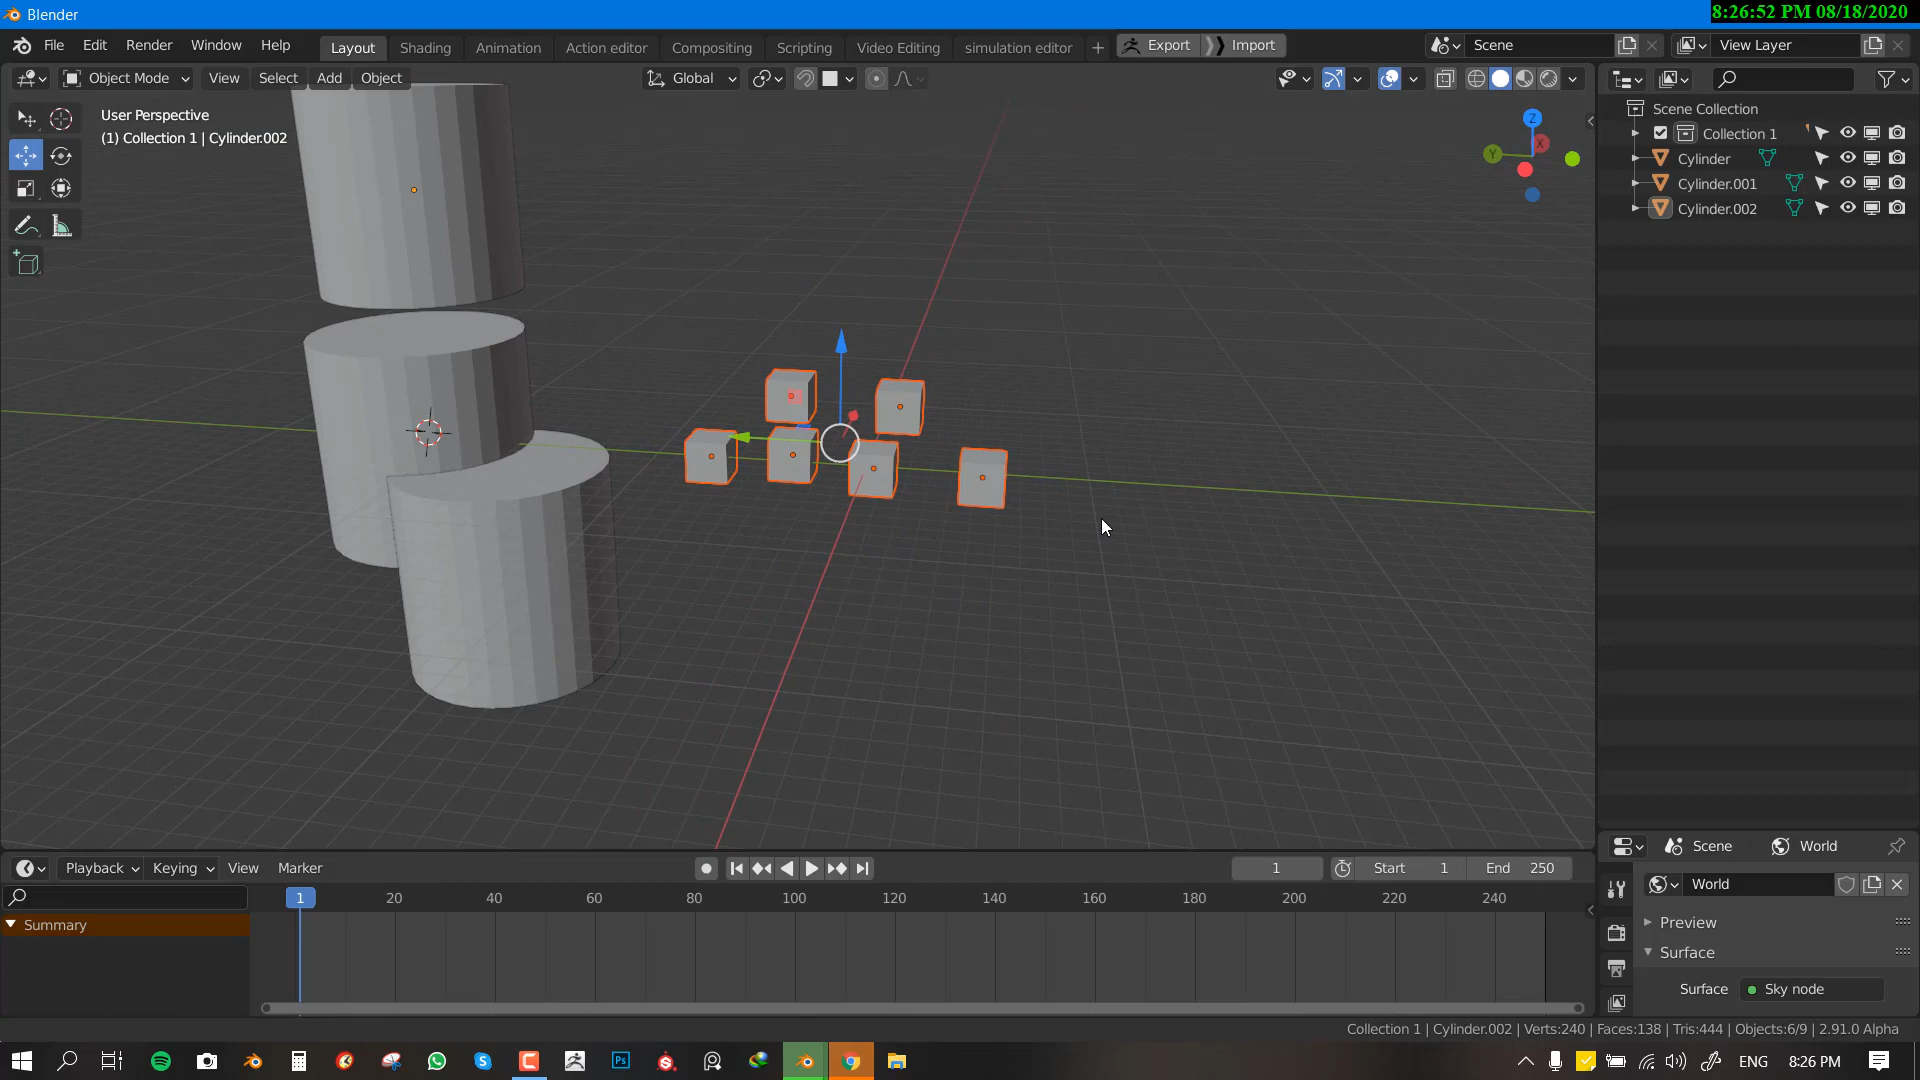 Blender
8:26:52 PM 08/18/2020
File Edit Render Window Help
Layout Shading Animation Action editor Compositing Scripting Video Editing simulation editor + Export Import
Scene
View Layer
Object Mode View Select Add Object
Global
User Perspective
(1) Collection 1 | Cylinder.002
Z
X
Y
Scene Collection
Collection 1
Cylinder
Cylinder.001
Cylinder.002
Playback Keying View Marker
1
Start 1
End 250
1 20 40 60 80 100 120 140 160 180 200 220 240
Summary
Scene World
World
Preview
Surface
Surface Sky node
Collection 1 | Cylinder.002 | Verts:240 | Faces:138 | Tris:444 | Objects:6/9 | 2.91.0 Alpha
Ps
ENG 8:26 PM